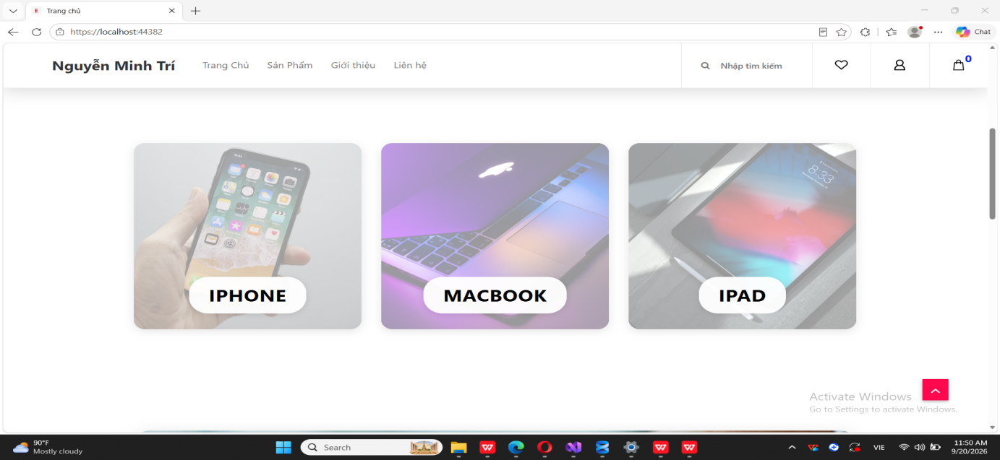 Trang chủ
https://localhost:44382
Chat
Nguyễn Minh Trí
Trang Chủ
Sản Phẩm
Giới thiệu
Liên hệ
Nhập tìm kiếm
0
8:33
IPHONE
MACBOOK
IPAD
Activate Windows
Go to Settings to activate Windows.
90°F
Mostly cloudy
Search
VIE
11:50 AM
9/20/2026